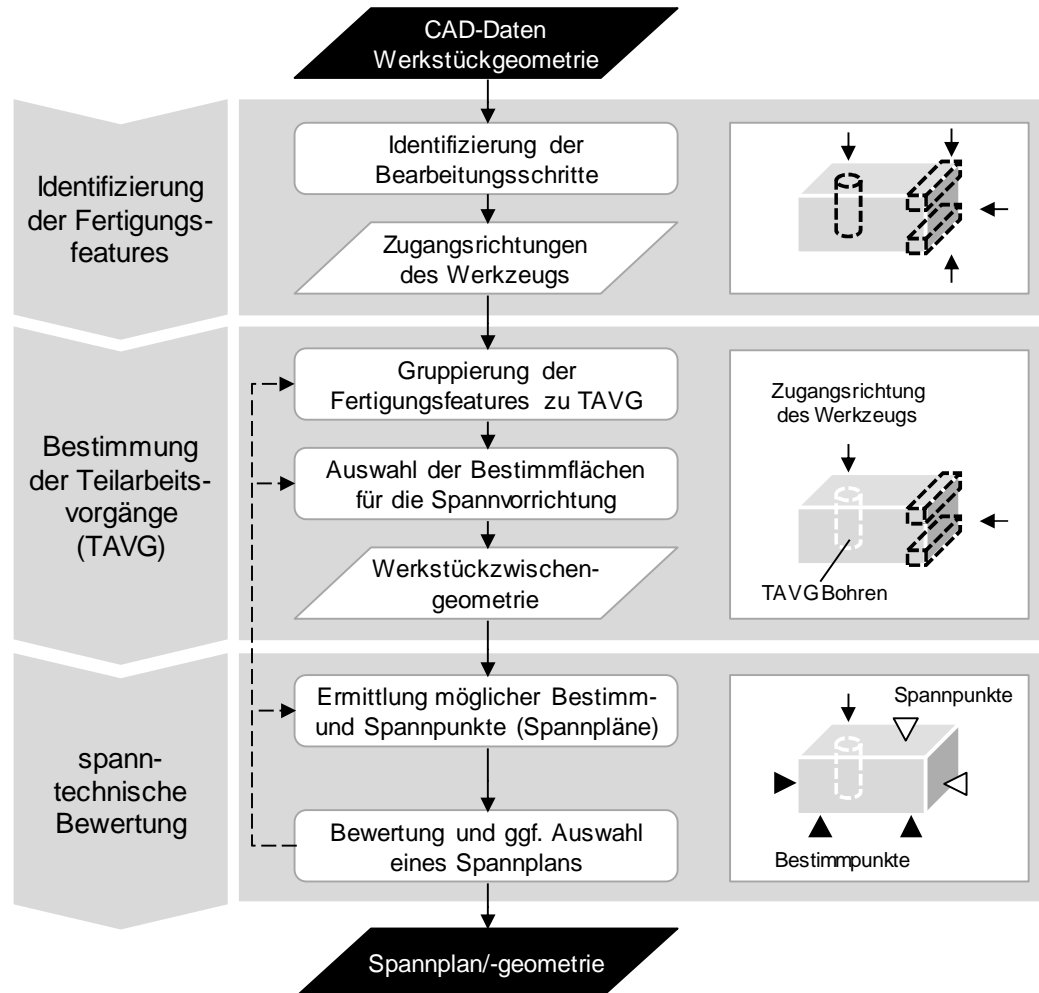 CAD-Daten
Werkstückgeometrie
Identifizierung
der Fertigungs-
features
Identifizierung der
Bearbeitungsschritte
Zugangsrichtungen
des Werkzeugs
Bestimmung
der Teilarbeits-
vorgänge
(TAVG)
Gruppierung der
Fertigungsfeatures zu TAVG
Auswahl der Bestimmflächen
für die Spannvorrichtung
Werkstückzwischen-
geometrie
Zugangsrichtung
des Werkzeugs
TAVG Bohren
spann-
technische
Bewertung
Ermittlung möglicher Bestimm-
und Spannpunkte (Spannpläne)
Bewertung und ggf. Auswahl
eines Spannplans
Spannpunkte
Bestimmpunkte
Spannplan/-geometrie